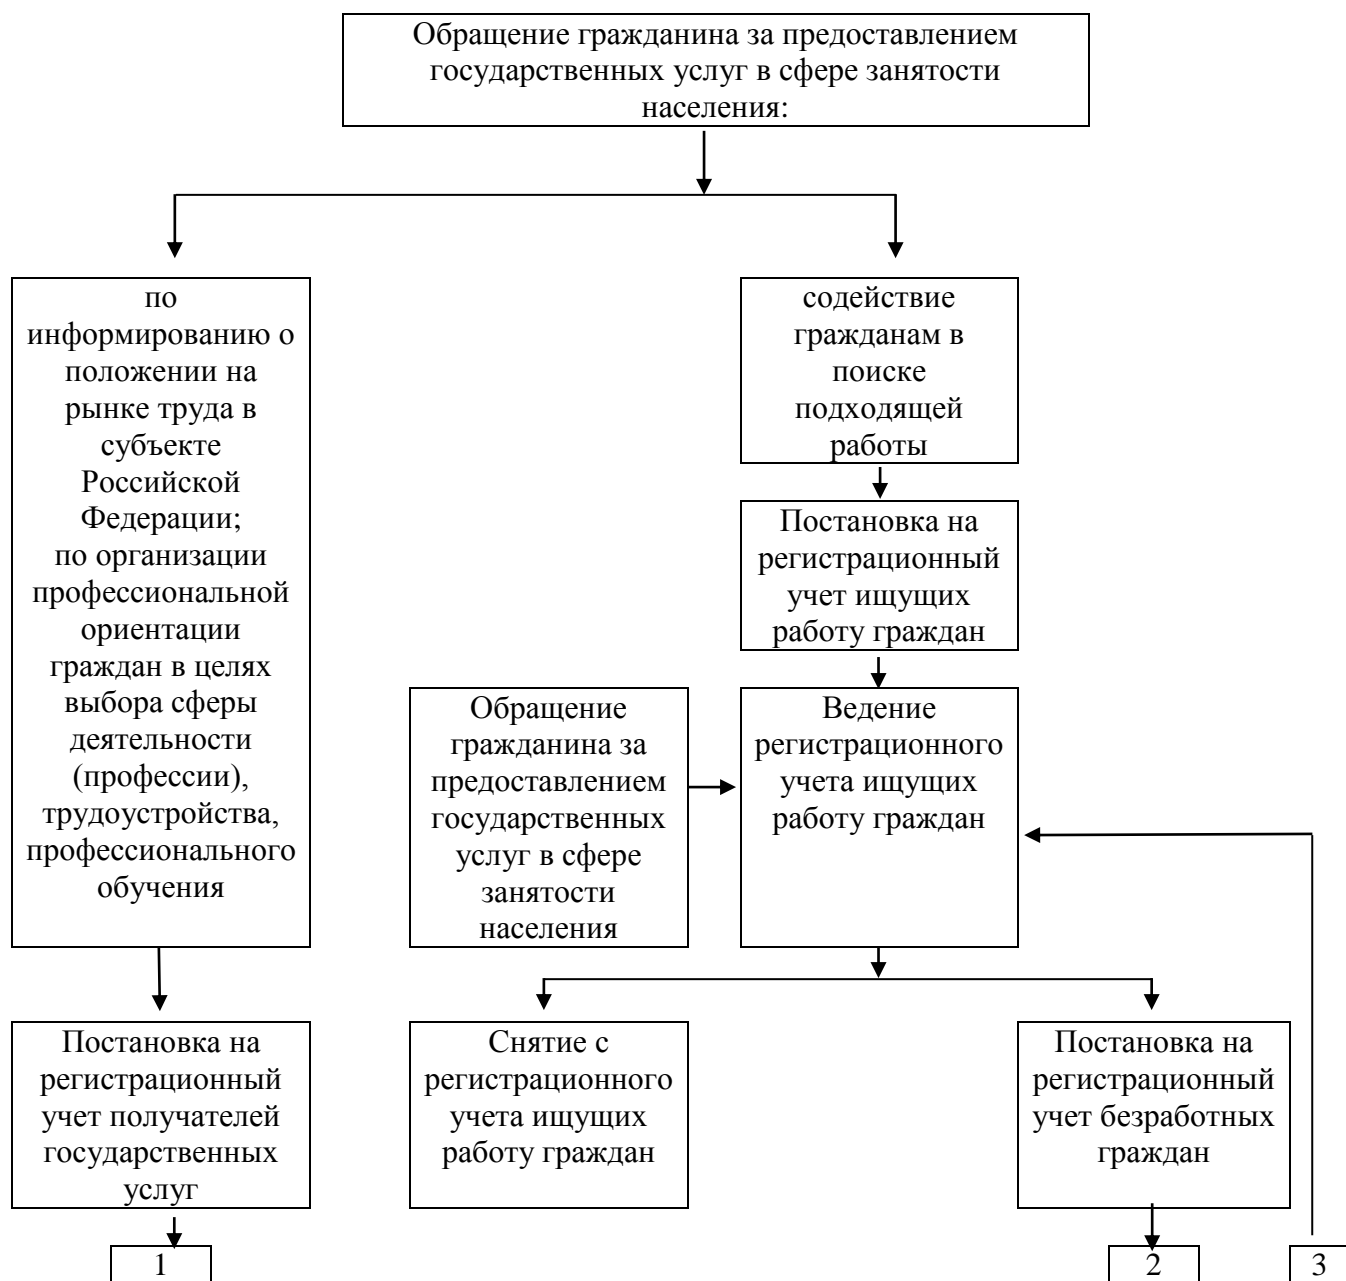 Обращение гражданина за предоставлением
государственных услуг в сфере занятости
населения:
по
информированию о
положении на
рынке труда в
субъекте
Российской
Федерации;
по организации
профессиональной
ориентации
граждан в целях
выбора сферы
деятельности
(профессии),
трудоустройства,
профессионального
обучения
содействие
гражданам в
поиске
подходящей
работы
Постановка на
регистрационный
учет ищущих
работу граждан
Обращение
гражданина за
предоставлением
государственных
услуг в сфере
занятости
населения
Ведение
регистрационного
учета ищущих
работу граждан
Постановка на
регистрационный
учет получателей
государственных
услуг
Снятие с
регистрационного
учета ищущих
работу граждан
Постановка на
регистрационный
учет безработных
граждан
1
2
3